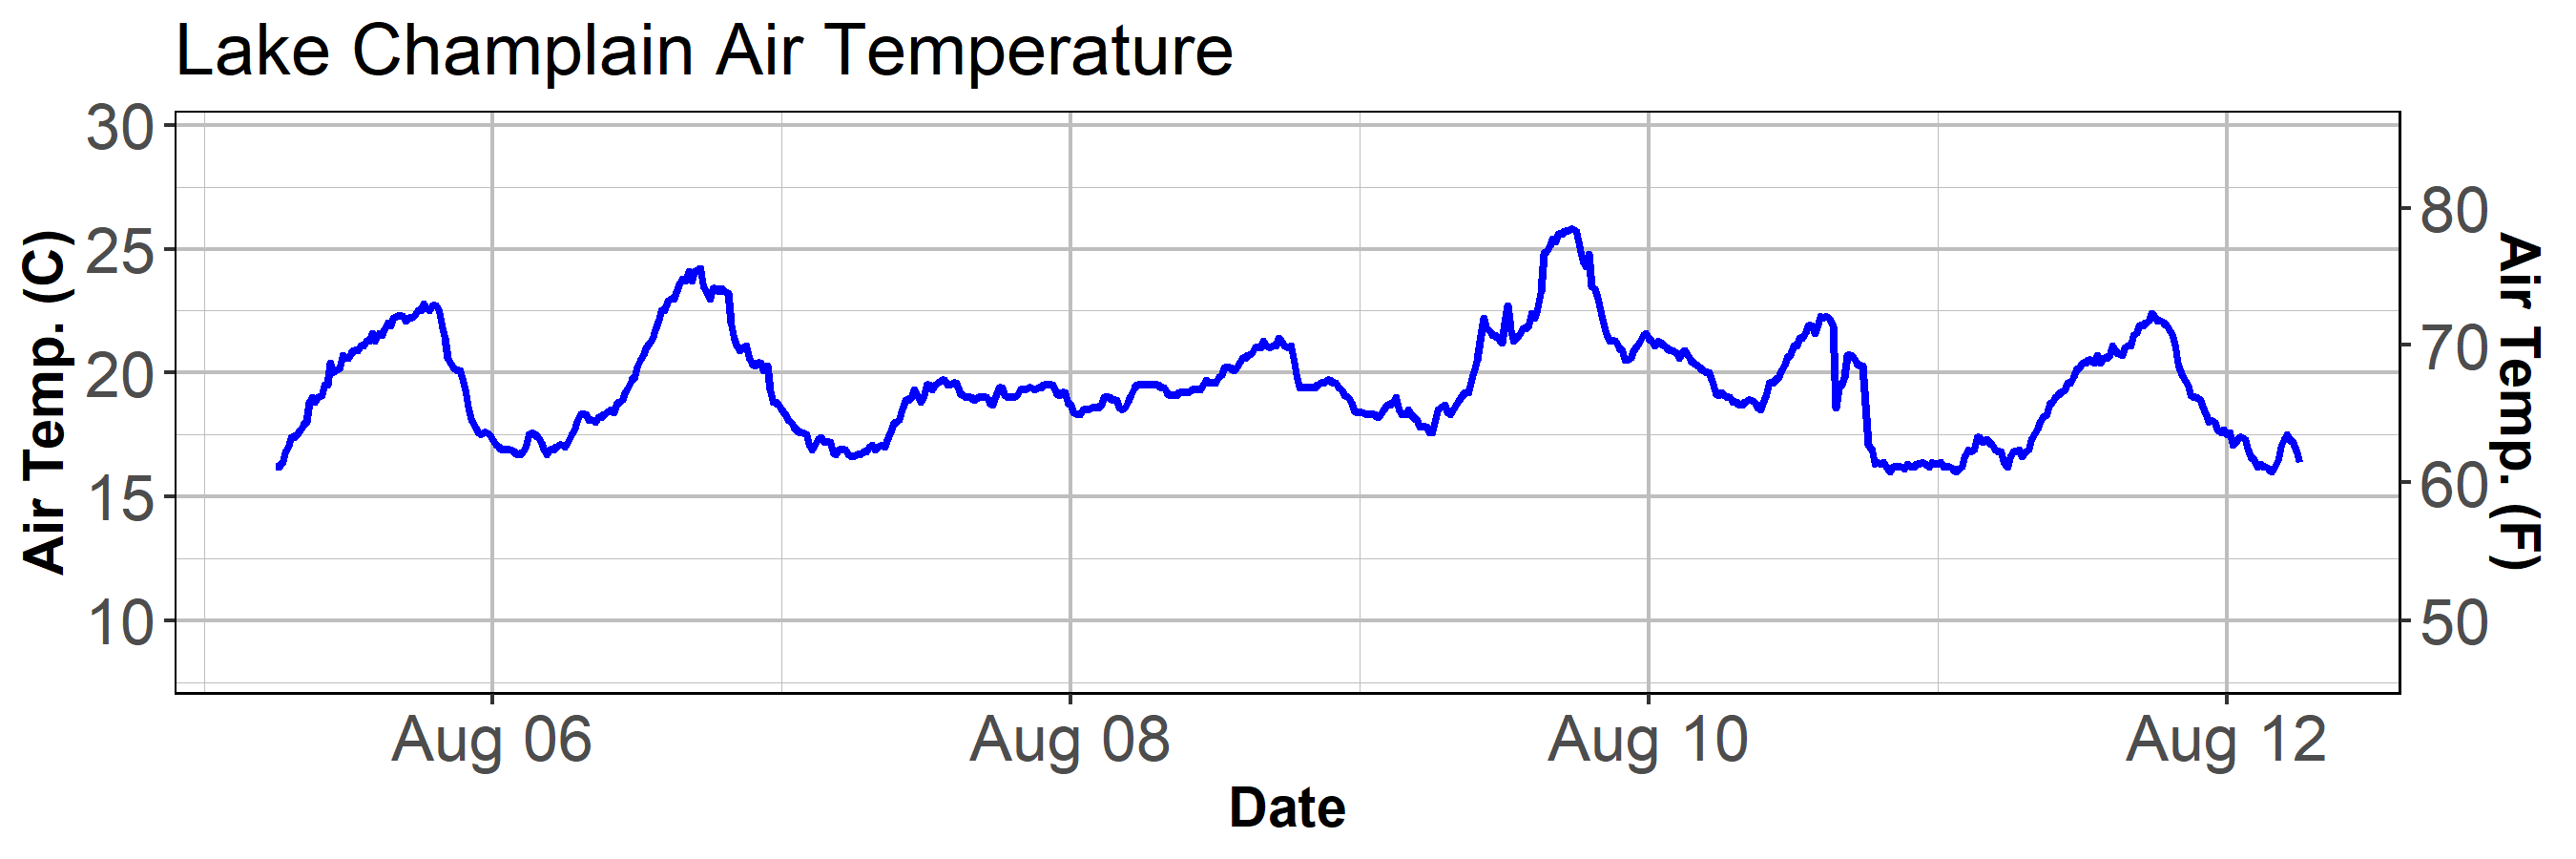 Lake Champlain Air Temperature
30
25
20
15
10
Air Temp. (C)
80
70
60
50
Air Temp. (F)
Aug 06 Aug 08 Aug 10 Aug 12
Date